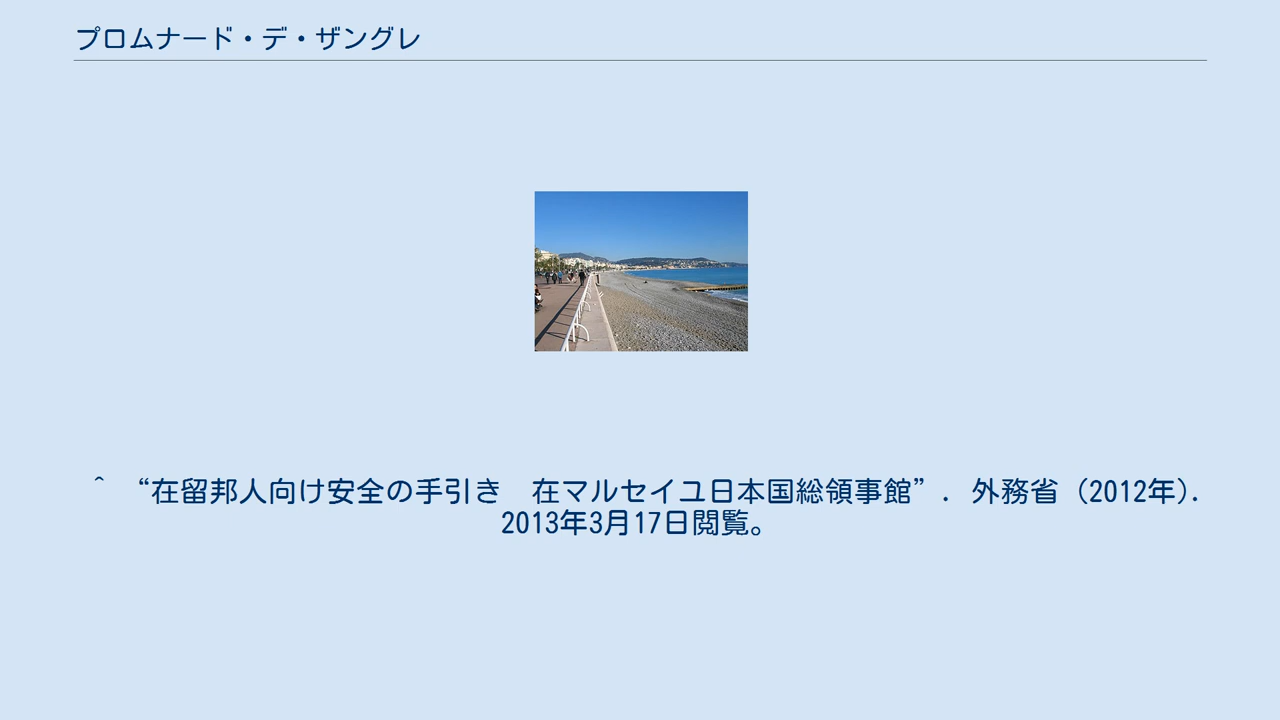 プロムナード・デ・ザングレ
^ “在留邦人向け安全の手引き　在マルセイユ日本国総領事館”. 外務省 (2012年).
2013年3月17日閲覧。